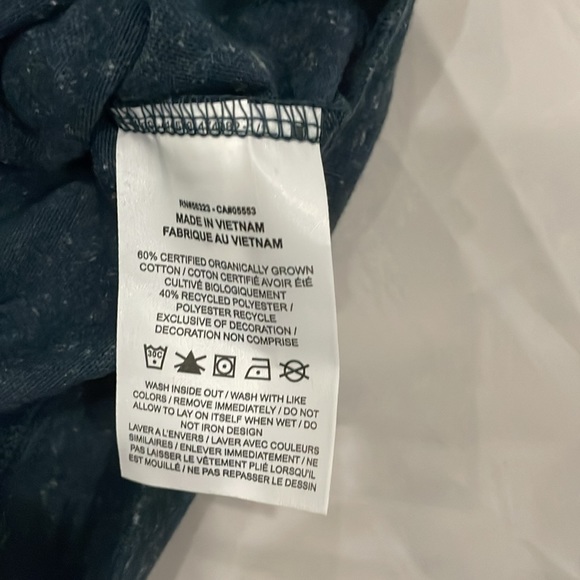 RN#56323 - CA#05553
MADE IN VIETNAM
FABRIQUE AU VIETNAM
60% CERTIFIED ORGANICALLY GROWN
COTTON / COTON CERTIFIÉ AVOIR ÉTÉ
CULTIVÉ BIOLOGIQUEMENT
40% RECYCLED POLYESTER /
POLYESTER RECYCLE
EXCLUSIVE OF DECORATION /
DECORATION NON COMPRISE
30C
WASH INSIDE OUT / WASH WITH LIKE
COLORS / REMOVE IMMEDIATELY / DO NOT
ALLOW TO LAY ON ITSELF WHEN WET / DO
NOT IRON DESIGN
LAVER A L'ENVERS / LAVER AVEC COULEURS
SIMILAIRES / ENLEVER IMMEDIATEMENT / NE
PAS LAISSER LE VÊTEMENT PLIÉ LORSQU'IL
EST MOUILLÉ / NE PAS REPASSER LE DESSIN